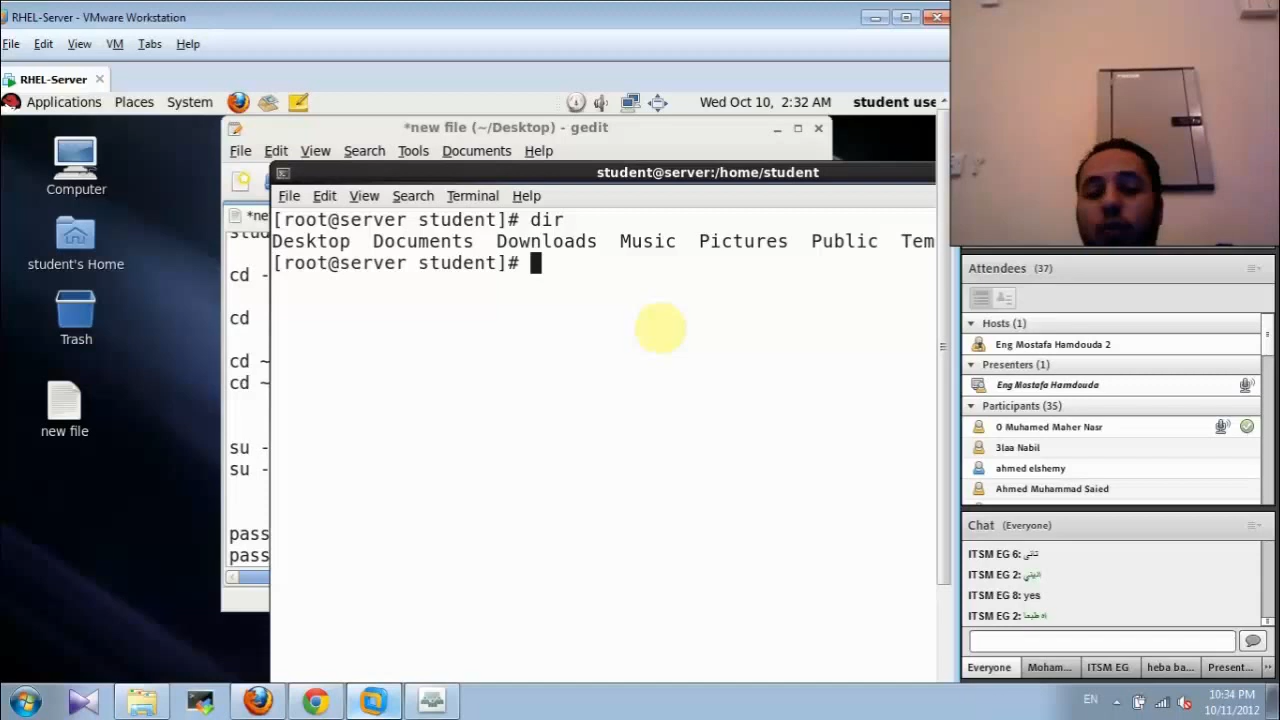 RHEL-Server - VMware Workstation
File Edit View VM Tabs Help
RHEL-Server
Applications Places System Wed Oct 10, 2:32 AM student use
*new file (~/Desktop) - gedit
File Edit View Search Tools Documents Help
student@server:/home/student
File Edit View Search Terminal Help
[root@server student]# dir
Desktop Documents Downloads Music Pictures Public Tem
[root@server student]#
*ne
cd -
cd
cd ~
cd ~
su -
su -
pass
pass
Computer
student's Home
Trash
new file
Attendees (37)
Hosts (1)
Eng Mostafa Hamdouda 2
Presenters (1)
Eng Mostafa Hamdouda
Participants (35)
0 Muhamed Maher Nasr
3laa Nabil
ahmed elshemy
Ahmed Muhammad Saied
Chat (Everyone)
ITSM EG 6: تانى
ITSM EG 2:
ITSM EG 8: yes
ITSM EG 2: اه طبعا
Everyone Moham... ITSM EG heba ba... Present...
EN 10:34 PM
10/11/2012